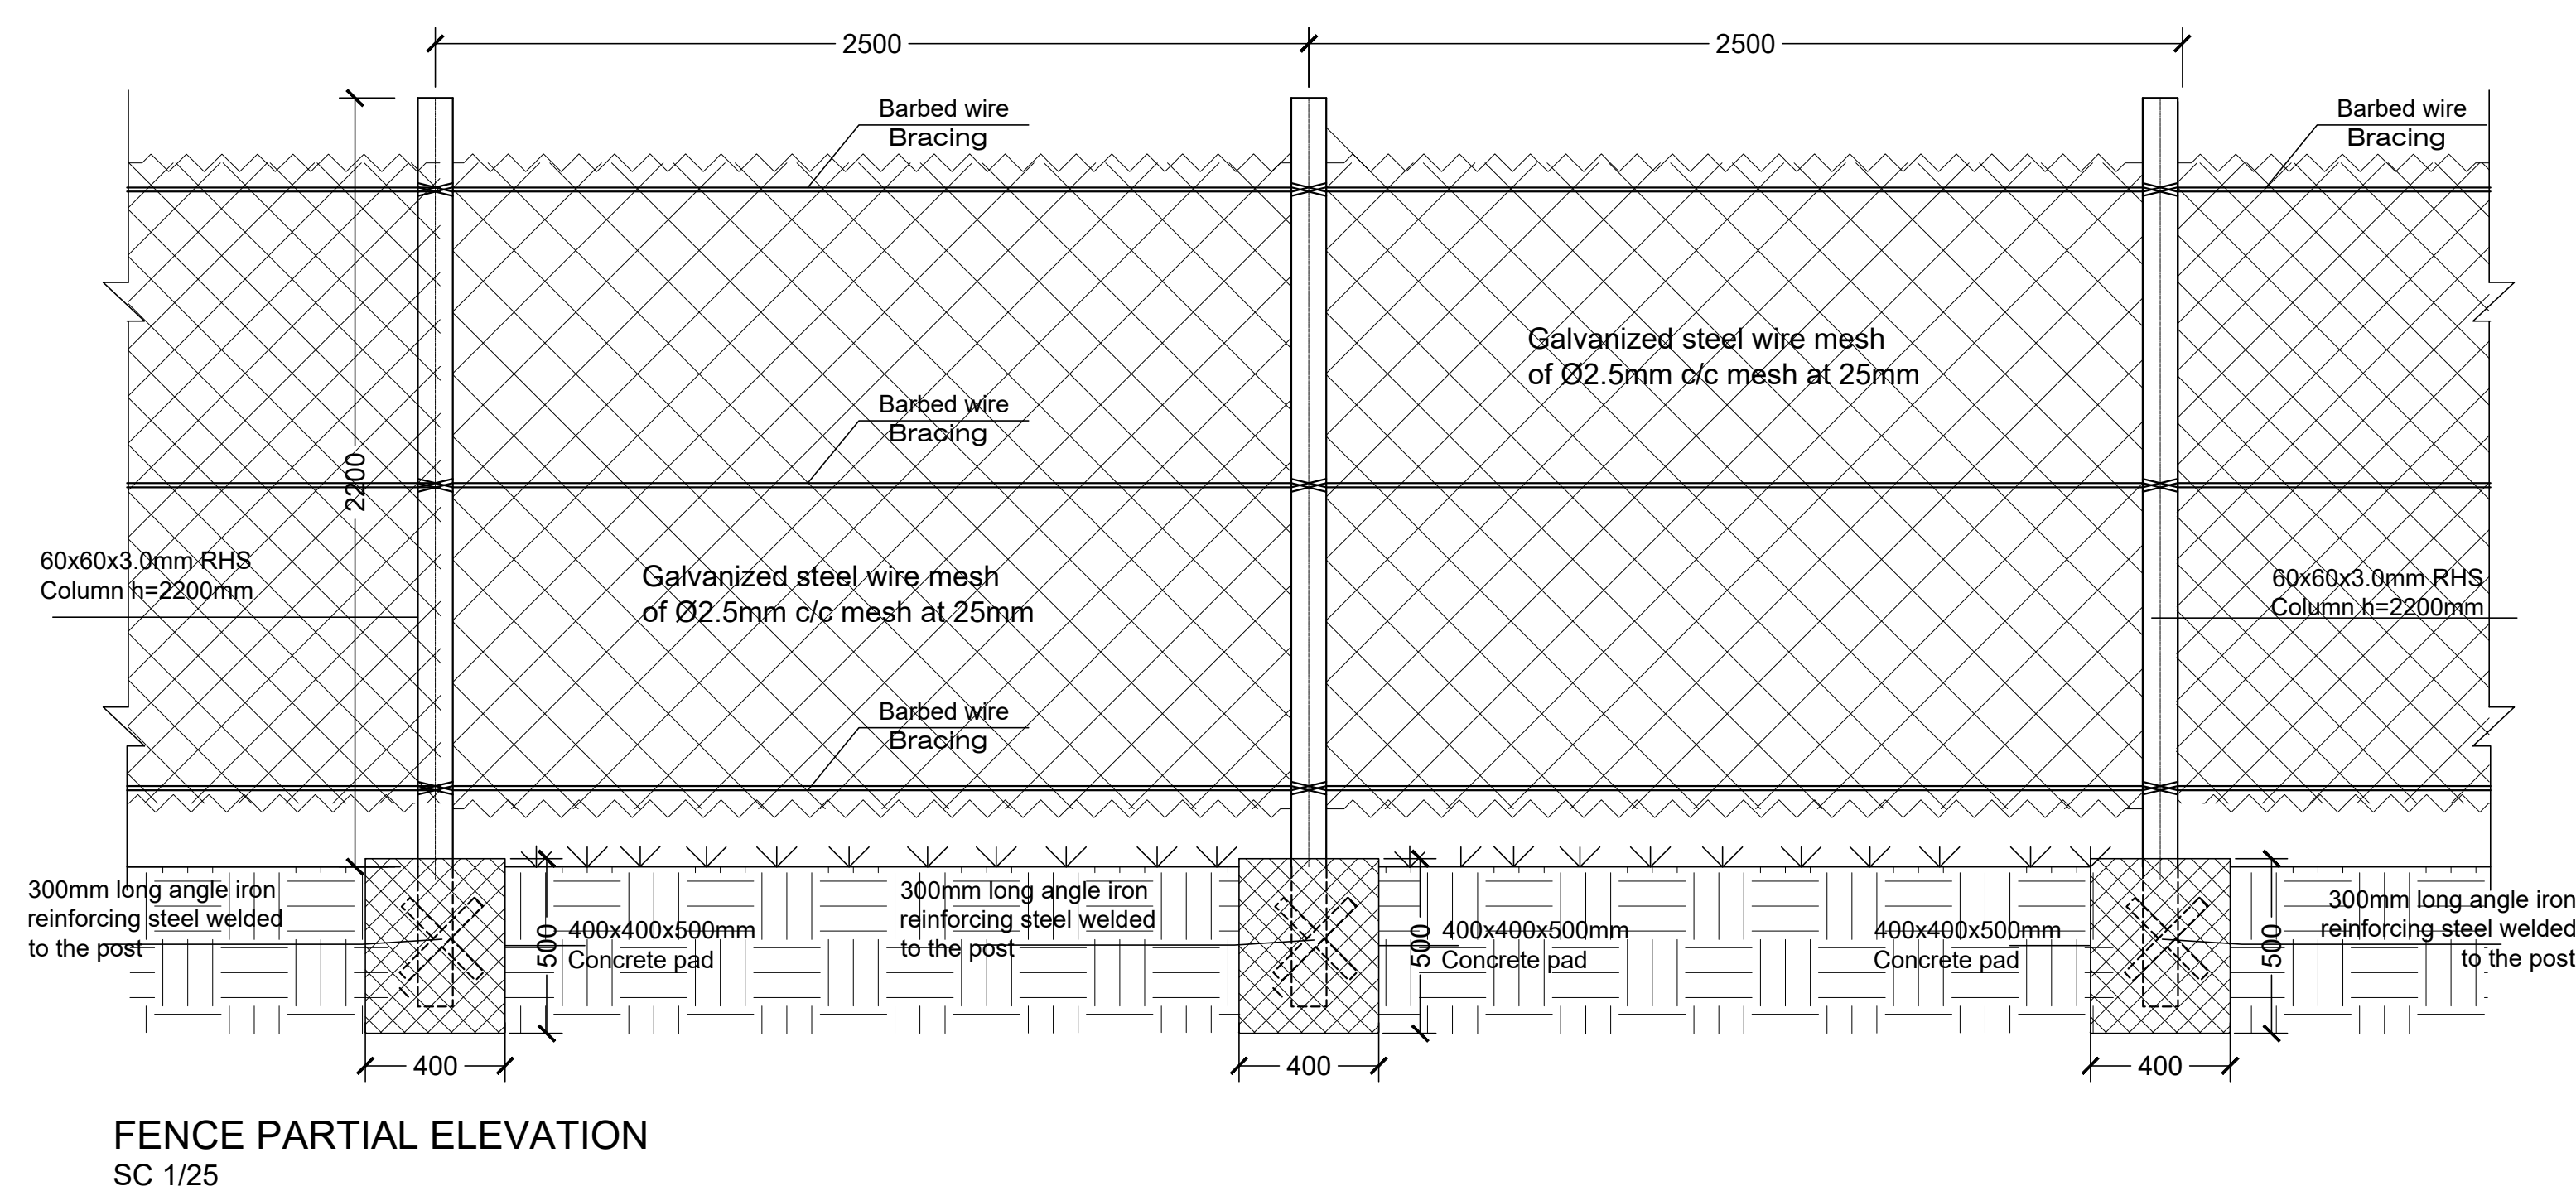 2500
2500
Barbed wire
Bracing
Barbed wire
Bracing
Galvanized steel wire mesh
of Ø2.5mm c/c mesh at 25mm
Barbed wire
Bracing
2200
60x60x3.0mm RHS
Column h=2200mm
Galvanized steel wire mesh
of Ø2.5mm c/c mesh at 25mm
60x60x3.0mm RHS
Column h=2200mm
Barbed wire
Bracing
300mm long angle iron
reinforcing steel welded
to the post
500
400x400x500mm
Concrete pad
300mm long angle iron
reinforcing steel welded
to the post
500
400x400x500mm
Concrete pad
400x400x500mm
Concrete pad
500
300mm long angle iron
reinforcing steel welded
to the post
400
400
400
FENCE PARTIAL ELEVATION
SC 1/25